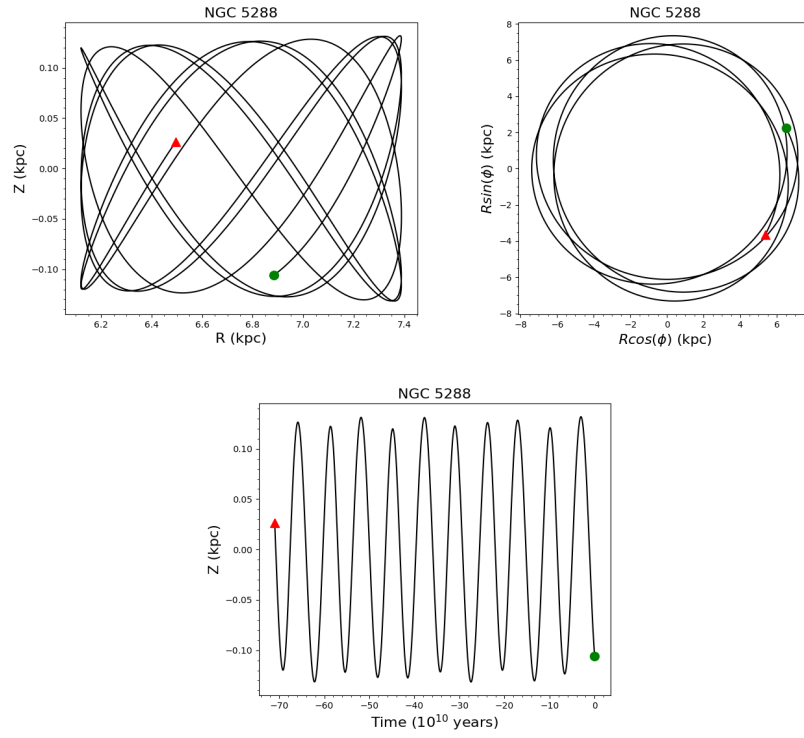 NGC 5288
0.10
0.05
0.00
−0.05
−0.10
Z (kpc)
6.2 6.4 6.6 6.8 7.0 7.2 7.4
R (kpc)
NGC 5288
8
6
4
2
0
−2
−4
−6
−8
Rsin(ϕ) (kpc)
−8 −6 −4 −2 0 2 4 6
Rcos(ϕ) (kpc)
NGC 5288
0.10
0.05
0.00
−0.05
−0.10
Z (kpc)
−70 −60 −50 −40 −30 −20 −10 0
Time (10¹⁰ years)